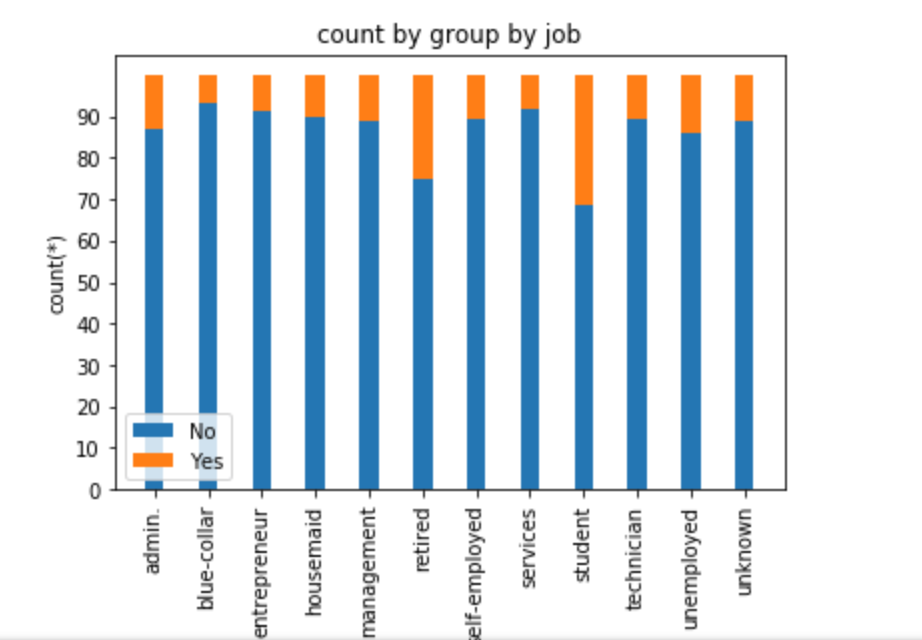 count by group by job
count(*)
90
80
70
60
50
40
30
20
10
0
No
Yes
admin.
blue-collar
entrepreneur
housemaid
management
retired
elf-employed
services
student
technician
unemployed
unknown